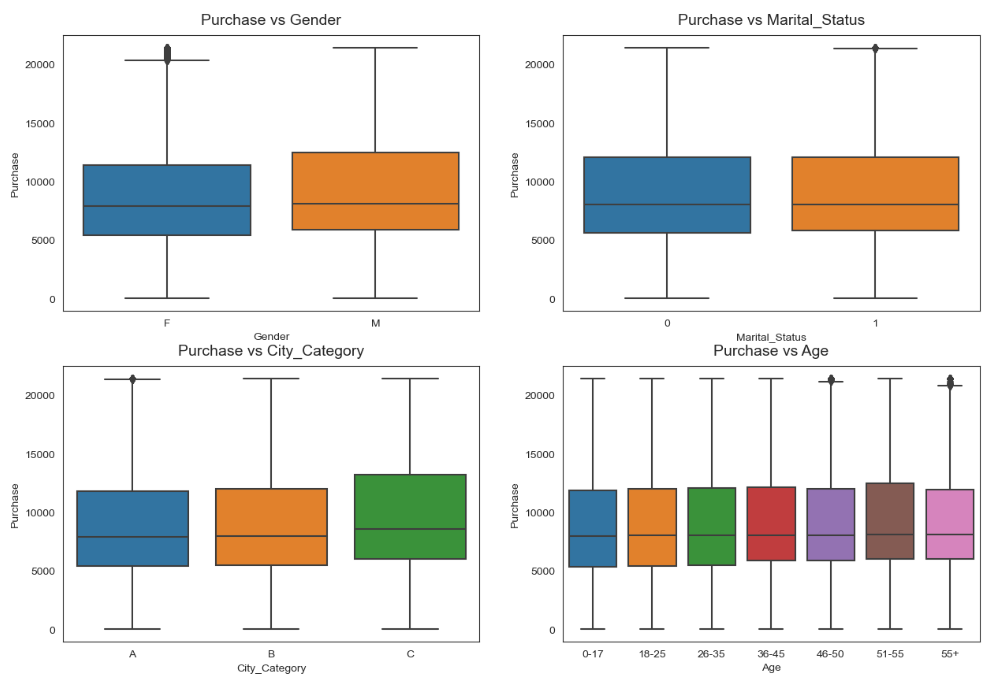 Purchase vs Gender
Purchase
20000
15000
10000
5000
0
F M
Gender
Purchase vs Marital_Status
Purchase
20000
15000
10000
5000
0
0 1
Marital_Status
Purchase vs City_Category
Purchase
20000
15000
10000
5000
0
A B C
City_Category
Purchase vs Age
Purchase
20000
15000
10000
5000
0
0-17 18-25 26-35 36-45 46-50 51-55 55+
Age